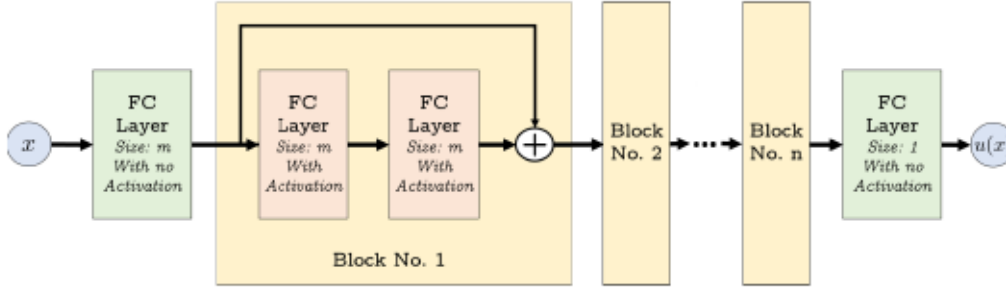 x
FC
Layer
Size: m
With no
Activation
FC
Layer
Size: m
With
Activation
FC
Layer
Size: m
With
Activation
+
Block No. 1
Block
No. 2
Block
No. n
FC
Layer
Size: 1
With no
Activation
u(x